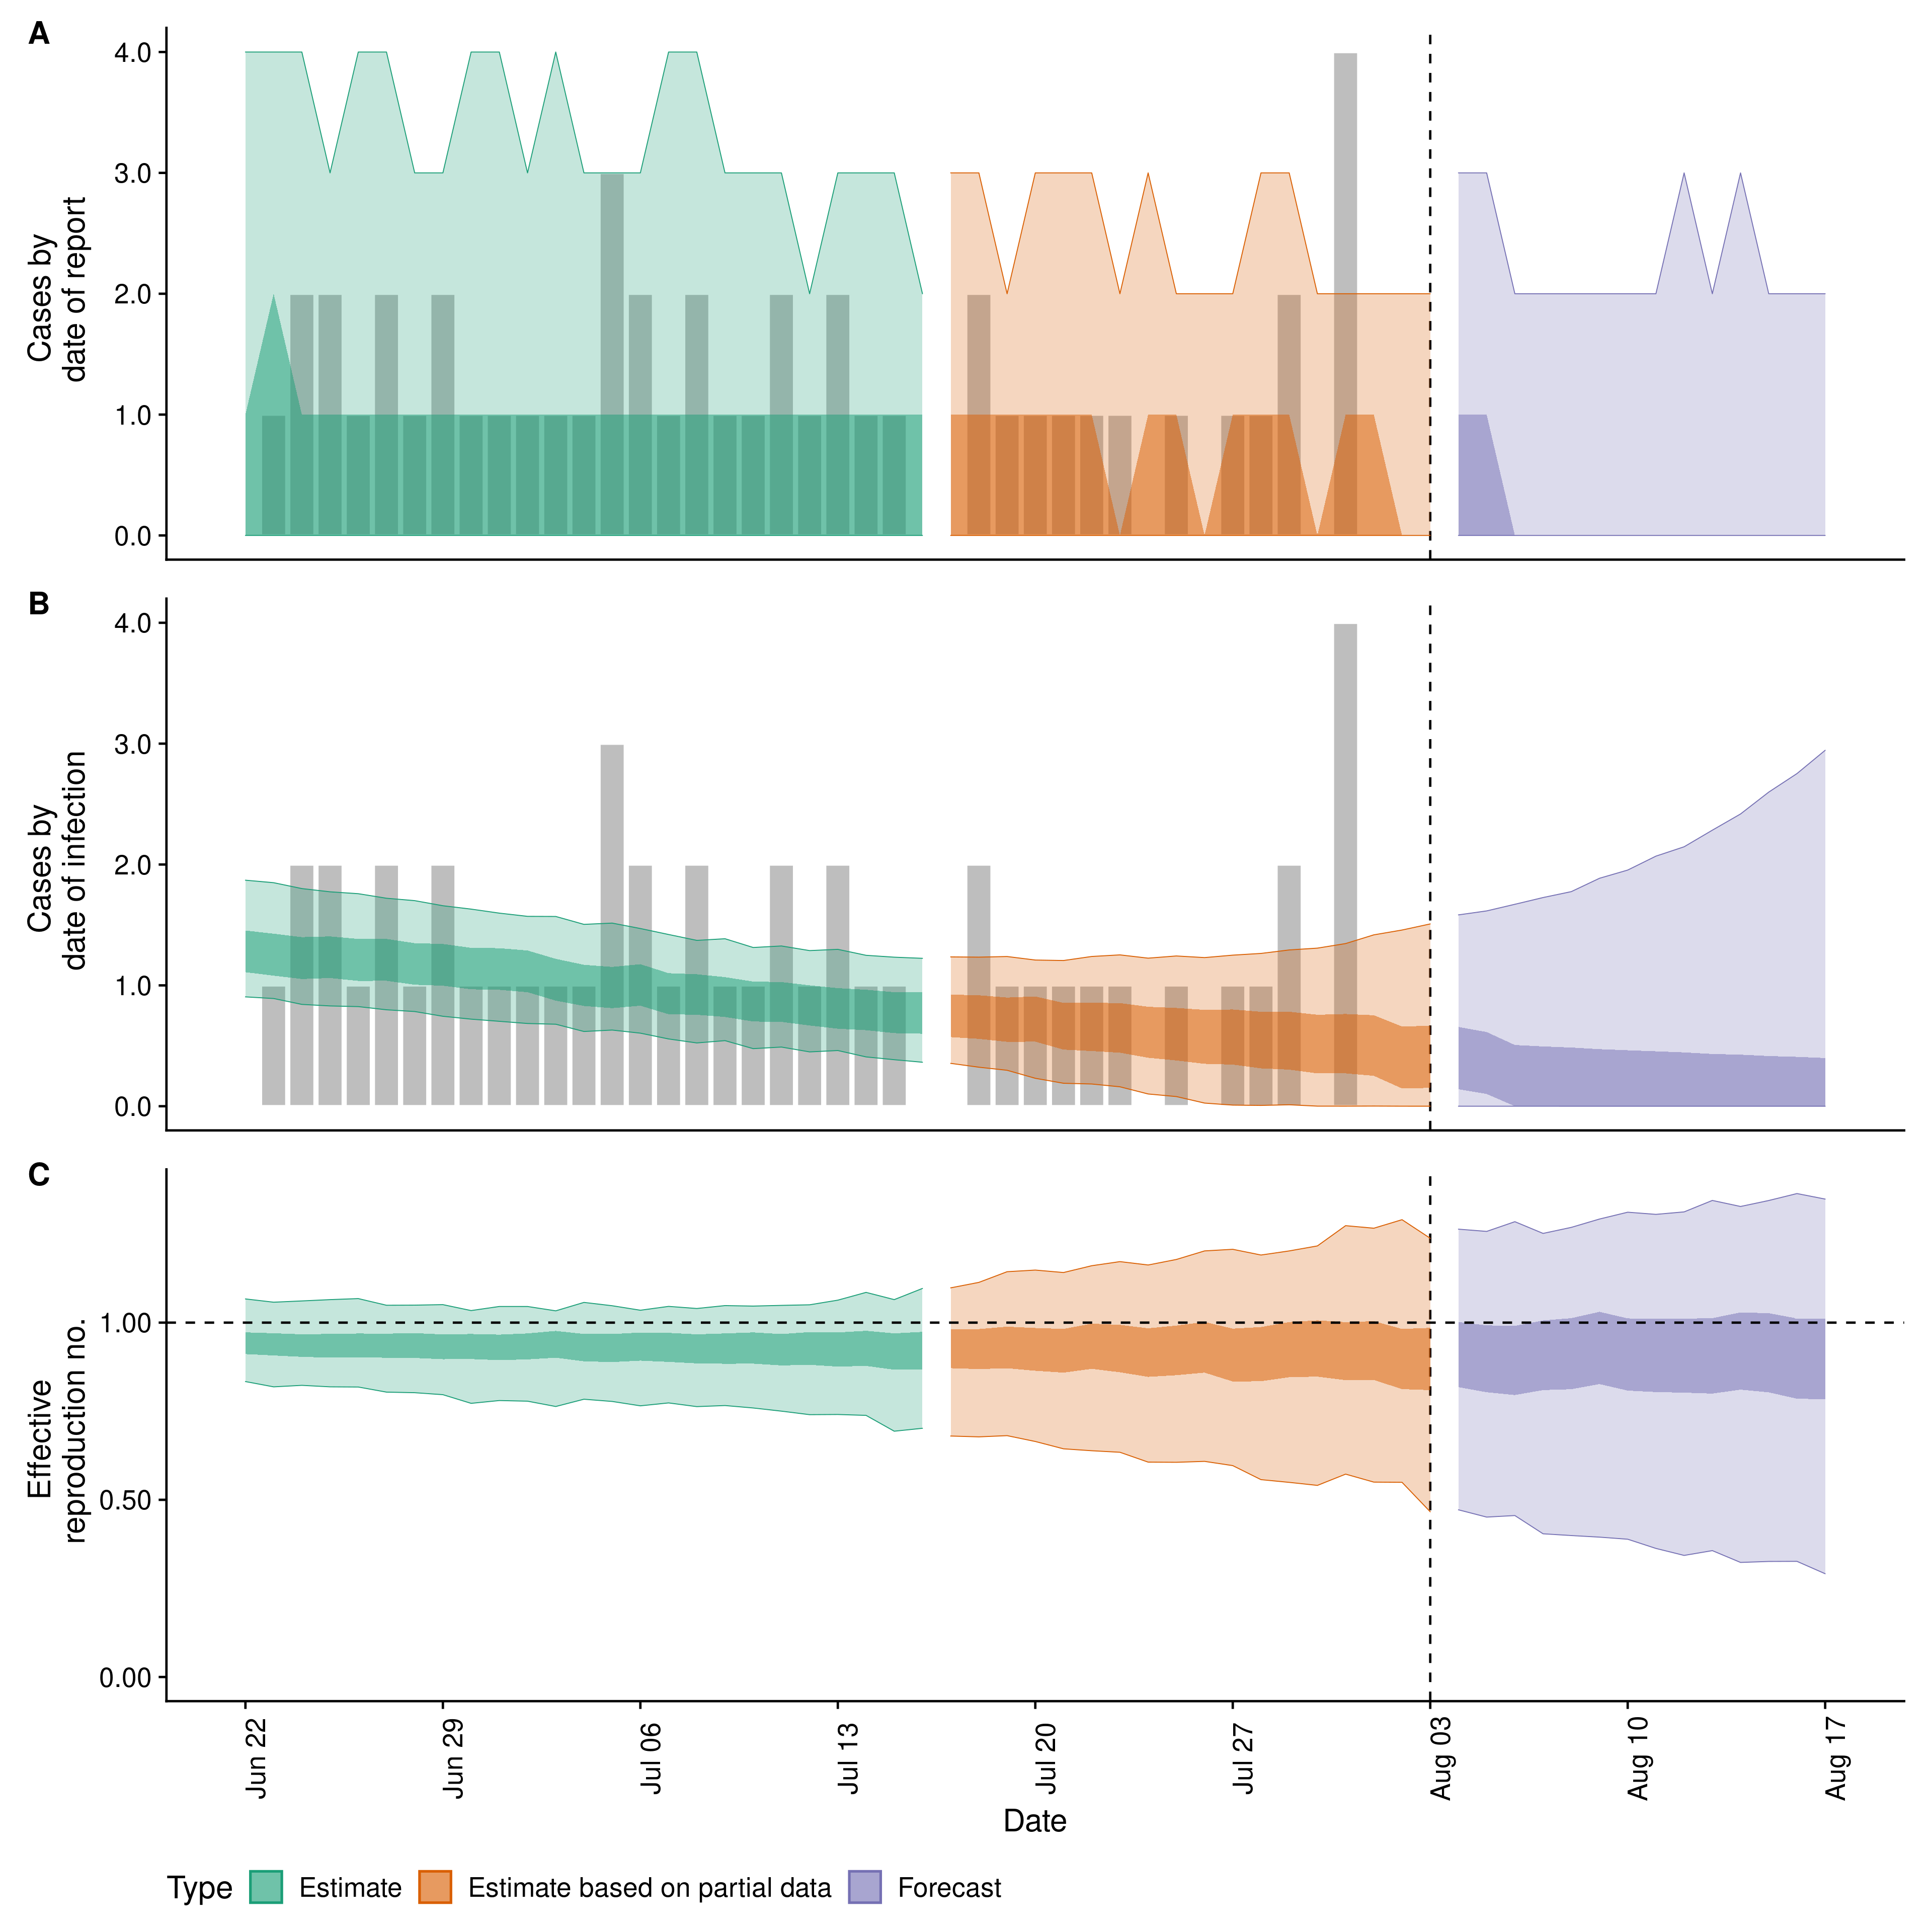 A
4.0
3.0
2.0
1.0
0.0
Cases by
date of report
B
4.0
3.0
2.0
1.0
0.0
Cases by
date of infection
C
1.00
0.50
0.00
Effective
reproduction no.
Jun 22
Jun 29
Jul 06
Jul 13
Jul 20
Jul 27
Aug 03
Aug 10
Aug 17
Date
Type
Estimate
Estimate based on partial data
Forecast